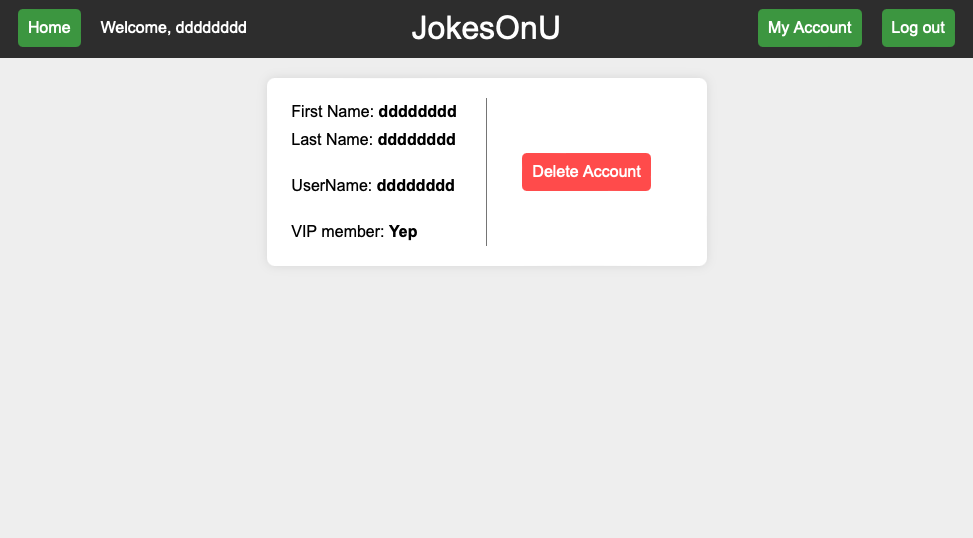 Home Welcome, dddddddd JokesOnU My Account Log out
First Name: dddddddd
Last Name: dddddddd
UserName: dddddddd
VIP member: Yep
Delete Account